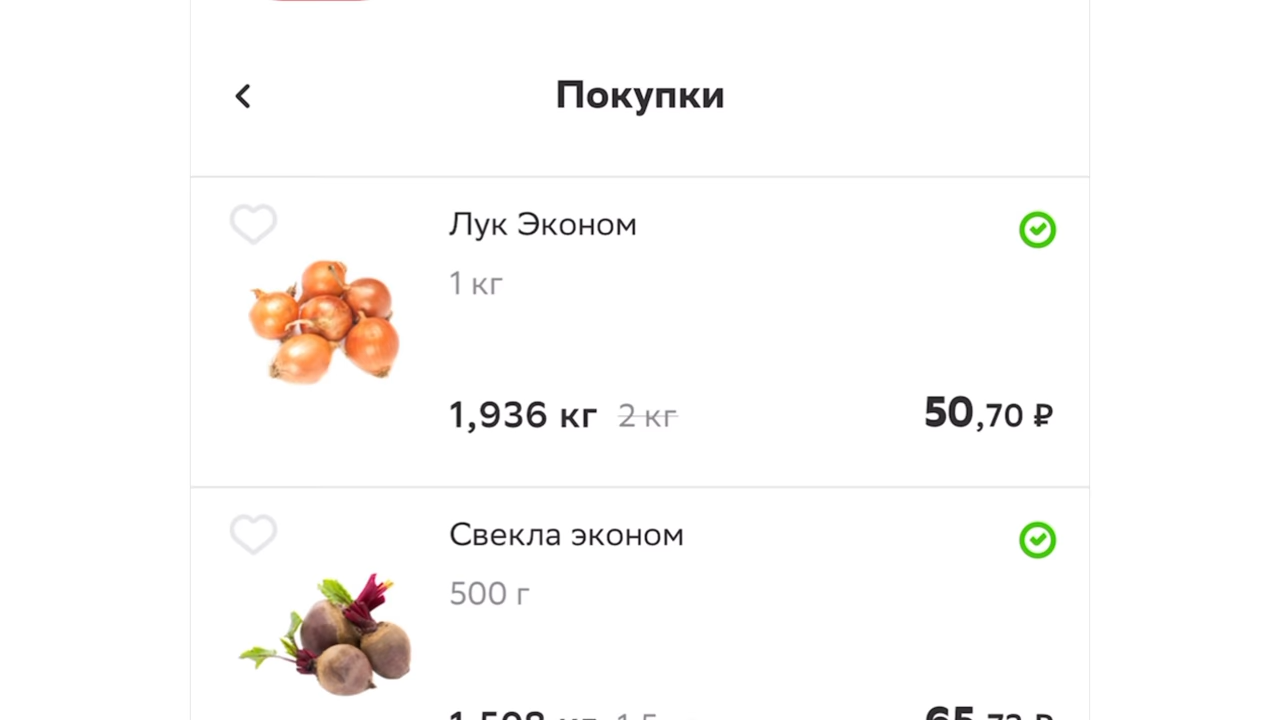 Покупки
Лук Эконом
1 кг
1,936 кг 2 кг 50,70 ₽
Свекла эконом
500 г